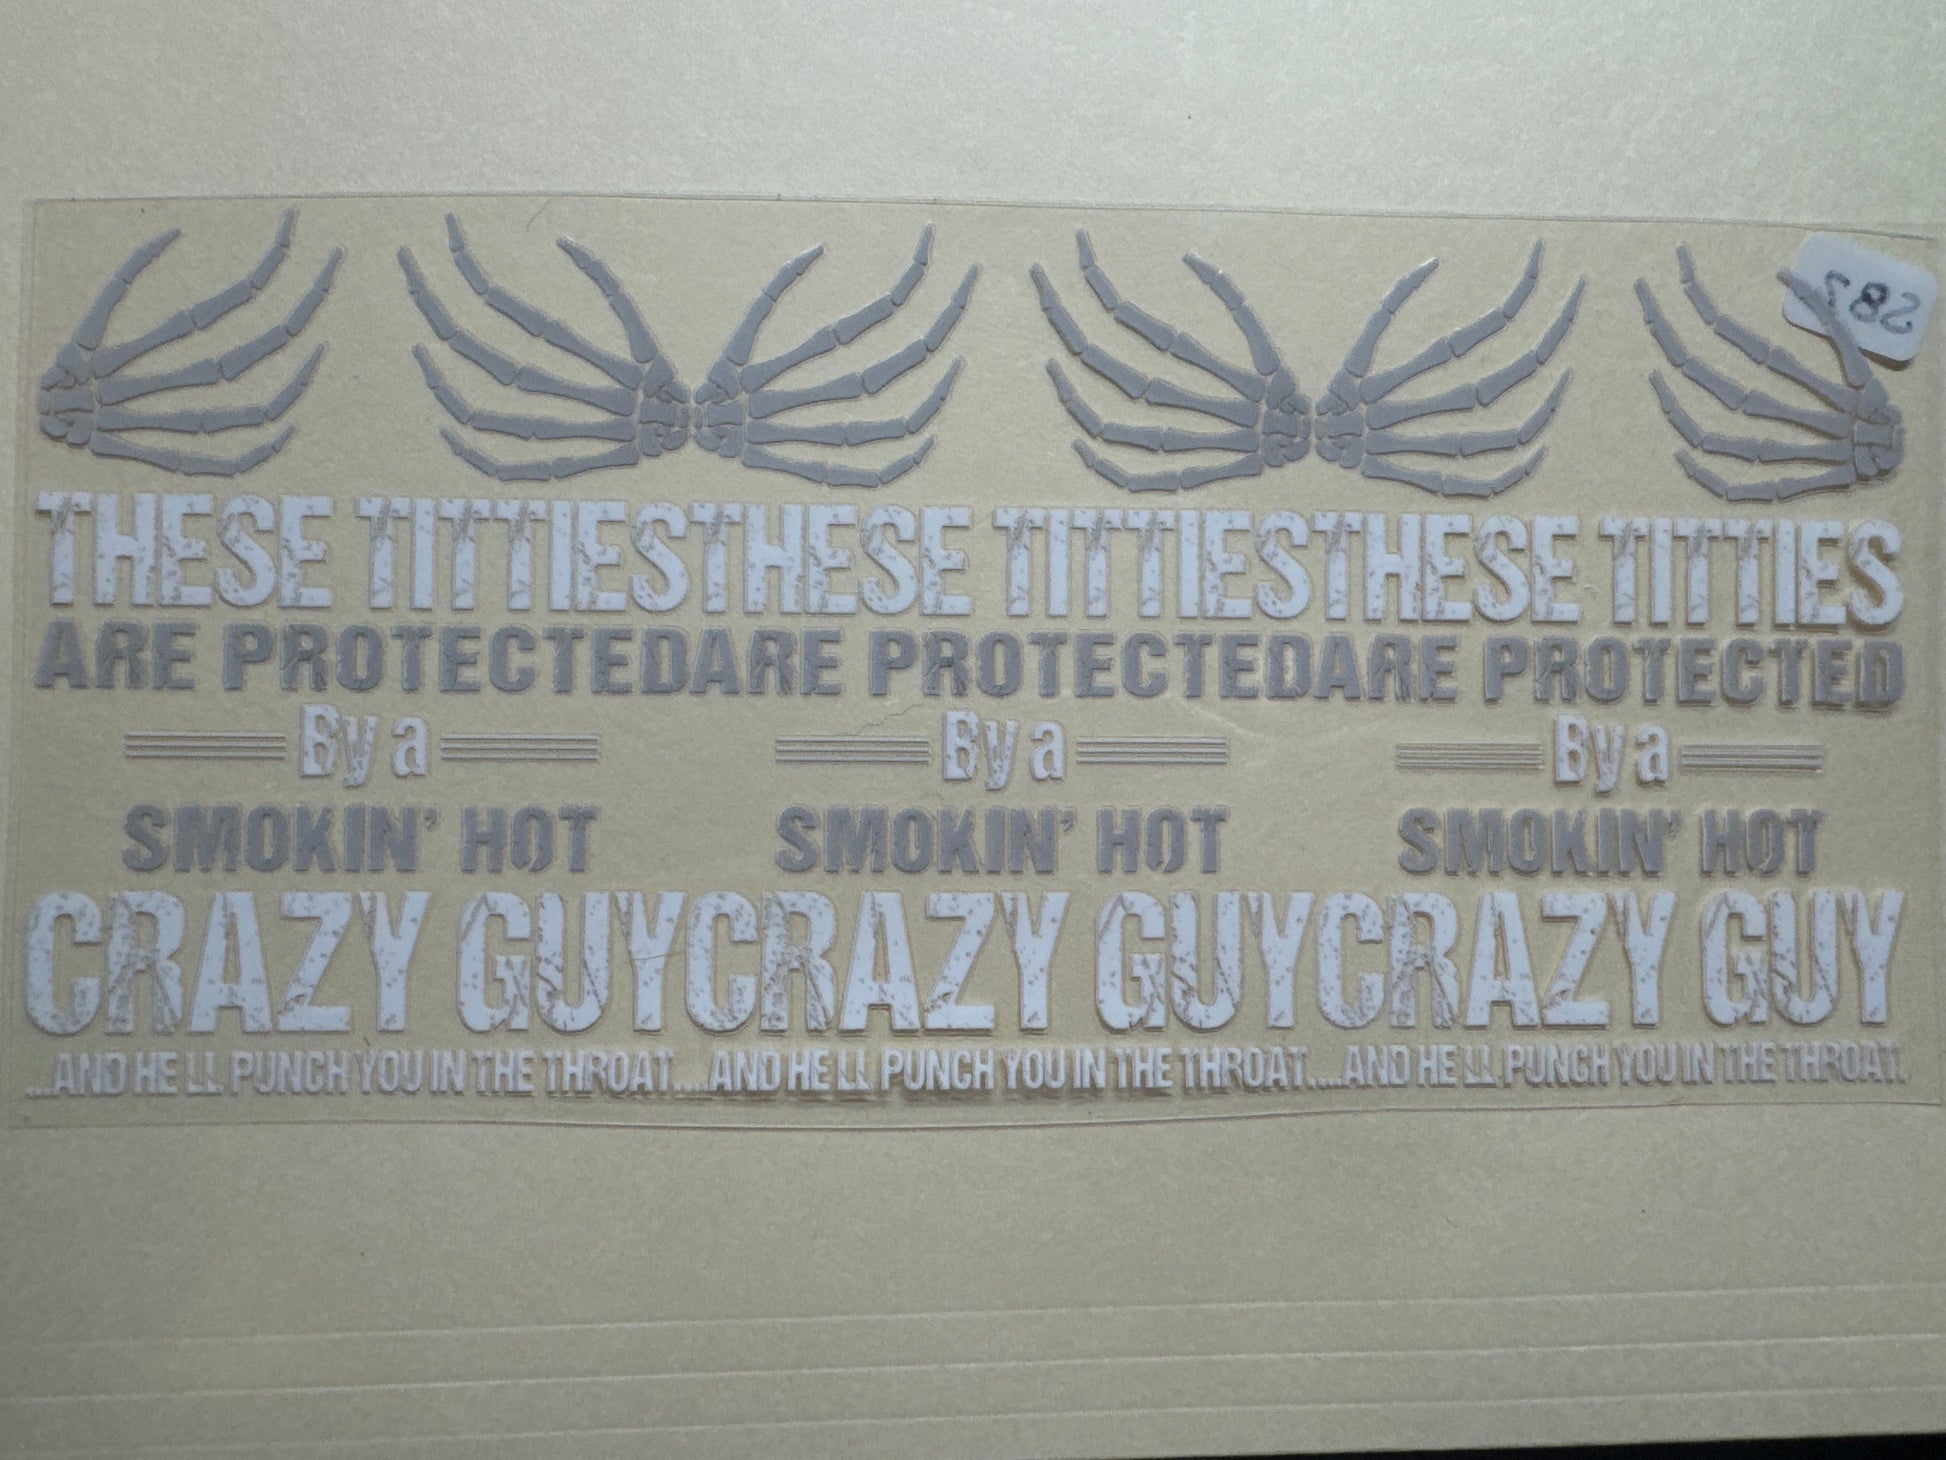 THESE TITTIESTHESE TITTIESTHESE TITTIES
ARE PROTECTEDARE PROTECTEDARE PROTECTED
By a By a By a
SMOKIN' HOT SMOKIN' HOT SMOKIN' HOT
CRAZY GUYCRAZY GUYCRAZY GUY
...AND HE LL PUNCH YOU IN THE THROAT....AND HE LL PUNCH YOU IN THE THROAT....AND HE LL PUNCH YOU IN THE THROAT.